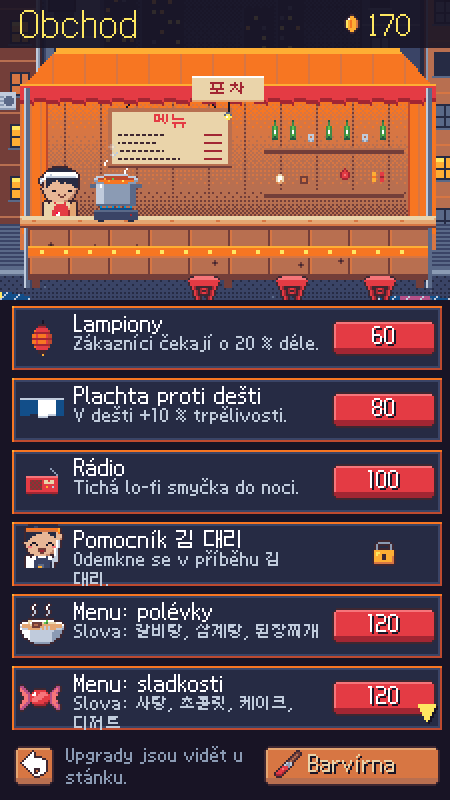 Obchod
170
포차
메뉴
Lampiony
Zákazníci čekají o 20 % déle.
60
Plachta proti dešti
V dešti +10 % trpělivosti.
80
Rádio
Tichá lo-fi smyčka do noci.
100
Pomocník 김 대리
Odemkne se v příběhu 김
대리.
Menu: polévky
Slova: 갈비탕, 삼계탕, 된장찌개
120
Menu: sladkosti
Slova: 사탕, 초콜릿, 케이크,
디저트
120
Upgrady jsou vidět u
stánku.
Barvírna